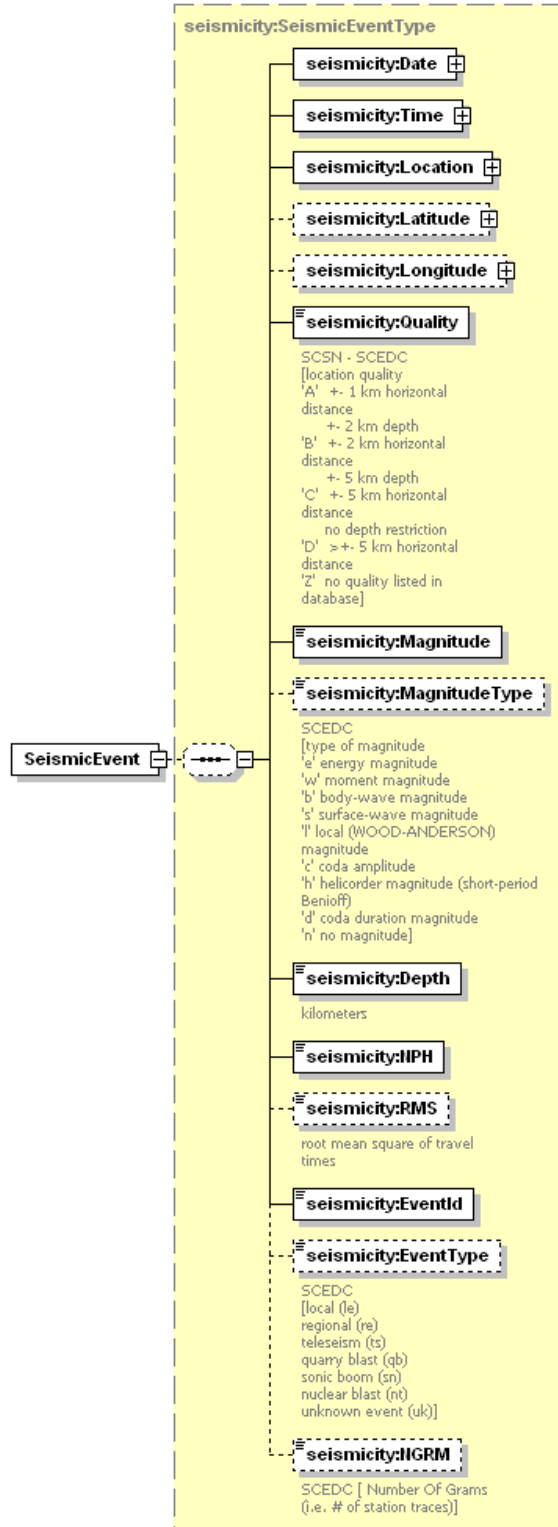 seismicity:SeismicEventType
seismicity:Date
seismicity:Time
seismicity:Location
seismicity:Latitude
seismicity:Longitude
seismicity:Quality
SCSN - SCEDC
[location quality
'A'   +- 1 km horizontal
distance
+- 2 km depth
'B'   +- 2 km horizontal
distance
+- 5 km depth
'C'   +- 5 km horizontal
distance
no depth restriction
'D'   >+- 5 km horizontal
distance
'Z'   no quality listed in
database]
seismicity:Magnitude
seismicity:MagnitudeType
SCEDC
[type of magnitude
'e' energy magnitude
'w' moment magnitude
'b' body-wave magnitude
's' surface-wave magnitude
'l' local (WOOD-ANDERSON)
magnitude
'c' coda amplitude
'h' helicorder magnitude (short-period
Benioff)
'd' coda duration magnitude
'n' no magnitude]
SeismicEvent
seismicity:Depth
kilometers
seismicity:NPH
seismicity:RMS
root mean square of travel
times
seismicity:EventId
seismicity:EventType
SCEDC
[local (le)
regional (re)
teleseism (ts)
quarry blast (qb)
sonic boom (sn)
nuclear blast (nt)
unknown event (uk)]
seismicity:NGRM
SCEDC [ Number Of Grams
(i.e. # of station traces)]